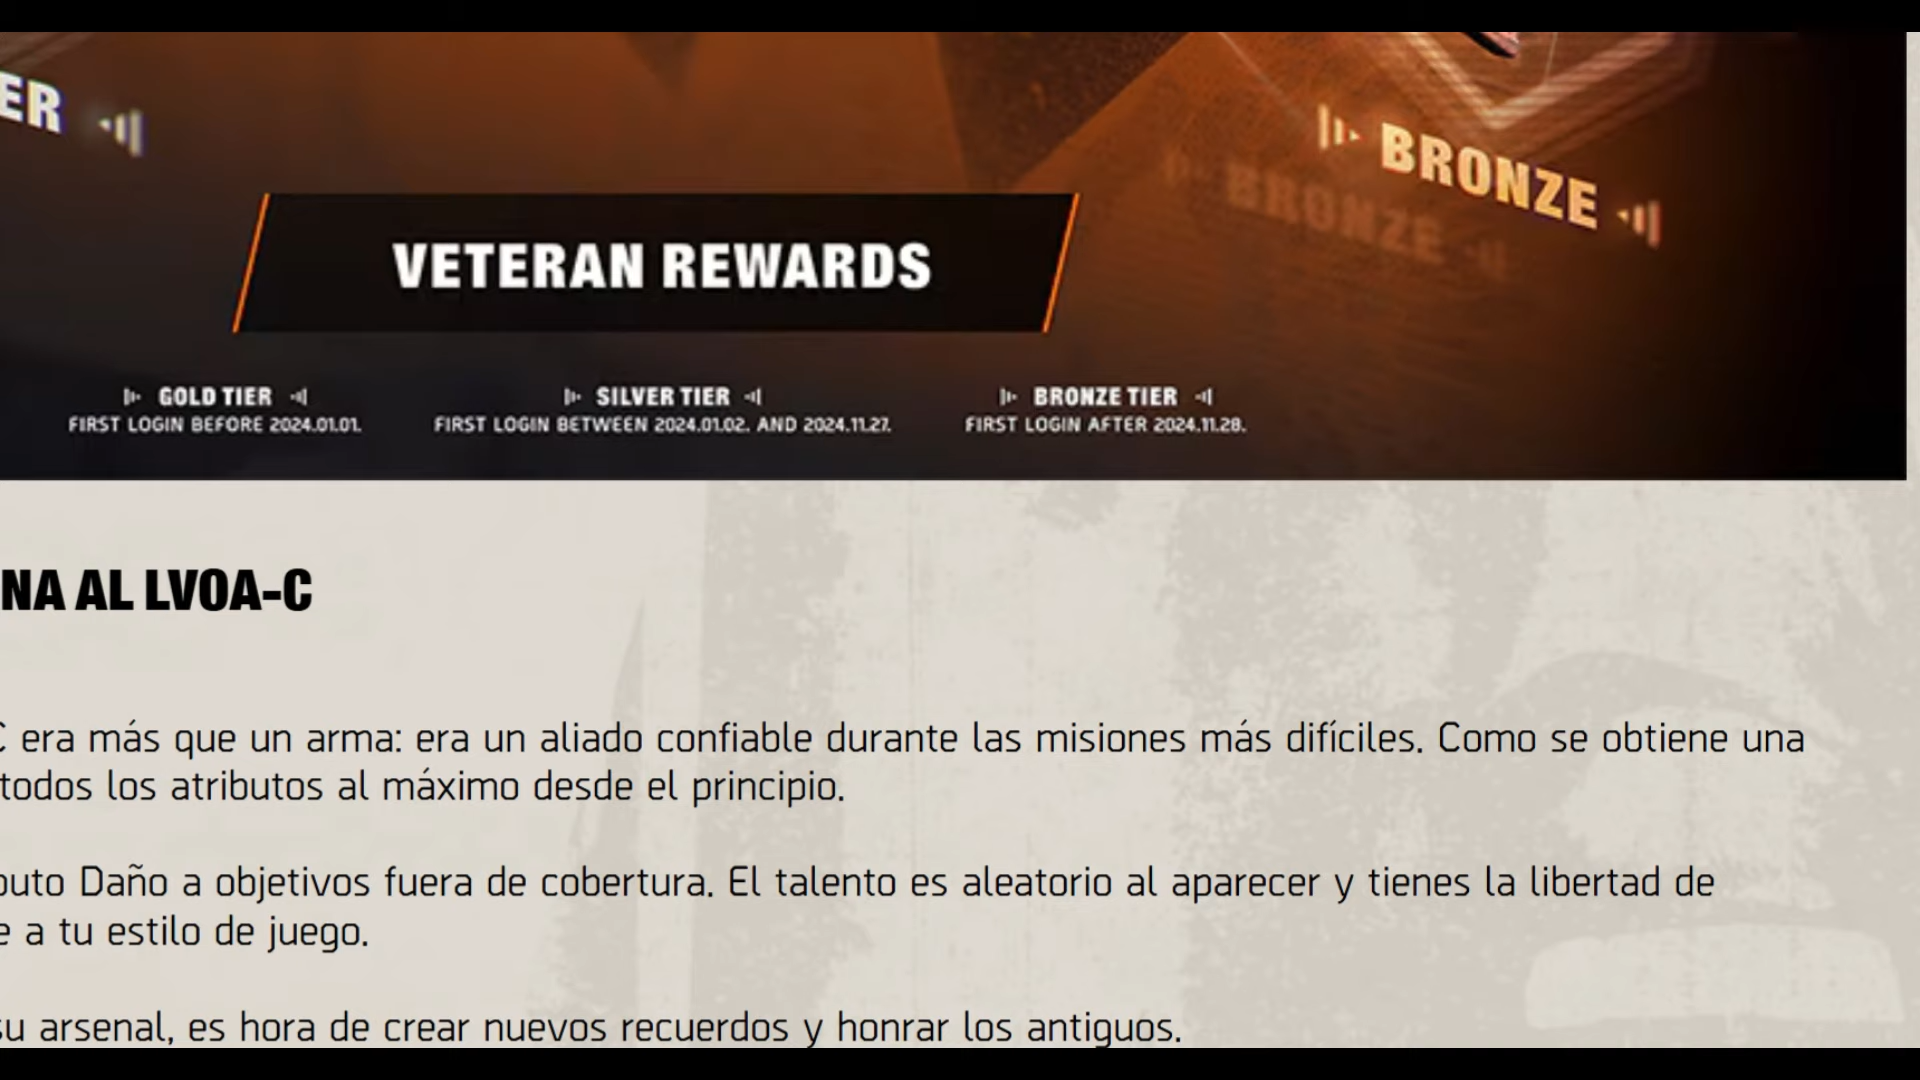 ER
BRONZE
VETERAN REWARDS
GOLD TIER
FIRST LOGIN BEFORE 2024.01.01.
SILVER TIER
FIRST LOGIN BETWEEN 2024.01.02. AND 2024.11.27.
BRONZE TIER
FIRST LOGIN AFTER 2024.11.28.
NA AL LVOA-C
C era más que un arma: era un aliado confiable durante las misiones más difíciles. Como se obtiene una
todos los atributos al máximo desde el principio.
buto Daño a objetivos fuera de cobertura. El talento es aleatorio al aparecer y tienes la libertad de
e a tu estilo de juego.
su arsenal, es hora de crear nuevos recuerdos y honrar los antiguos.